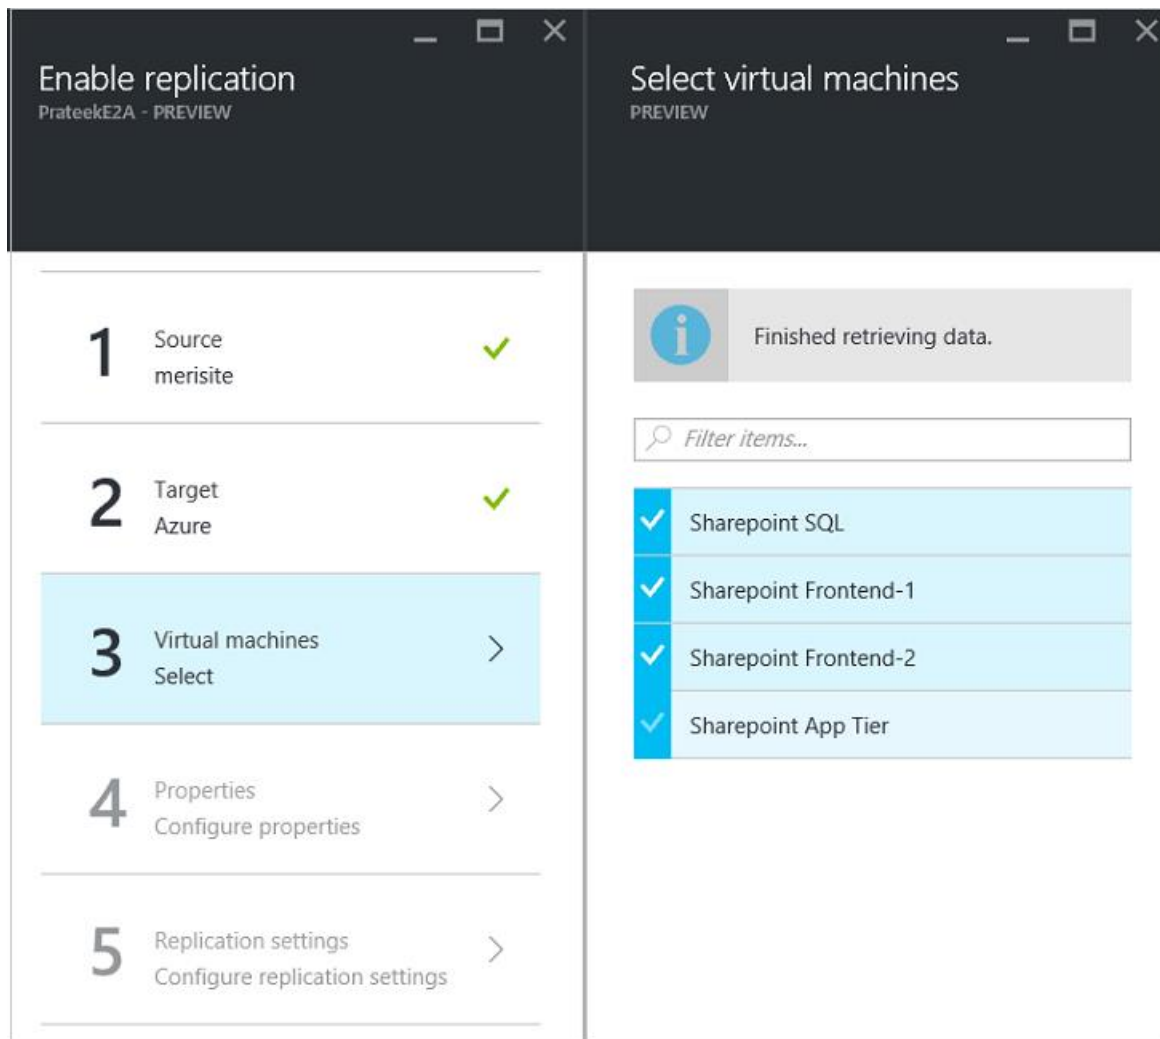 Enable replication
PrateekE2A - PREVIEW
1
Source
merisite
2
Target
Azure
3
Virtual machines
Select
4
Properties
Configure properties
5
Replication settings
Configure replication settings
Select virtual machines
PREVIEW
i
Finished retrieving data.
Filter items...
Sharepoint SQL
Sharepoint Frontend-1
Sharepoint Frontend-2
Sharepoint App Tier